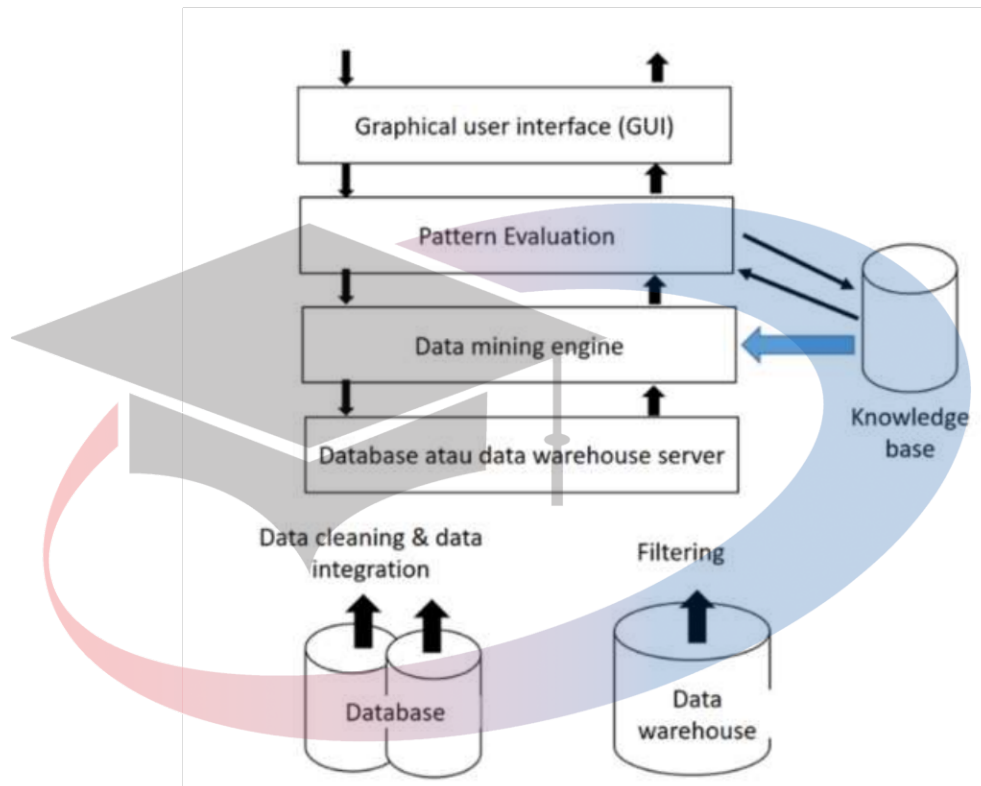 Graphical user interface (GUI)
Pattern Evaluation
Data mining engine
Knowledge
base
Database atau data warehouse server
Data cleaning & data
integration
Filtering
Database
Data
warehouse